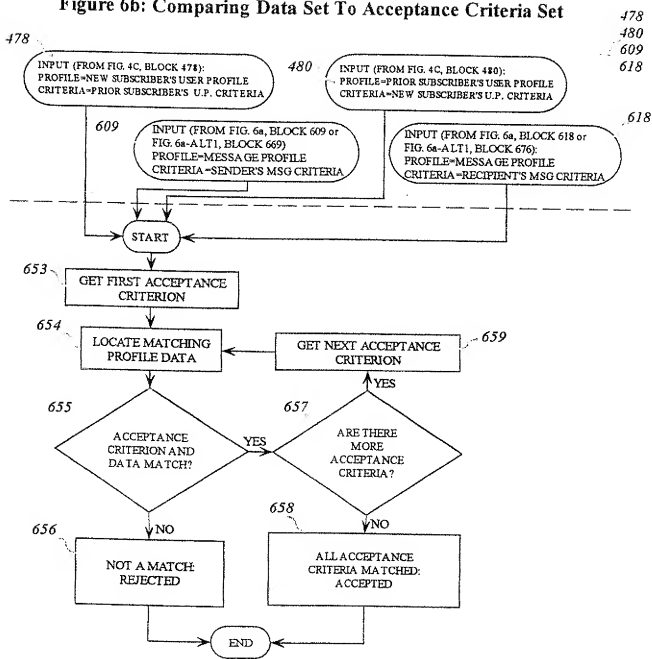 Figure 6b: Comparing Data Set To Acceptance Criteria Set
478
480
609
618
478
INPUT (FROM FIG. 4C, BLOCK 478):
PROFILE=NEW SUBSCRIBER'S USER PROFILE
CRITERIA=PRIOR SUBSCRIBER'S U.P. CRITERIA
480
INPUT (FROM FIG. 4C, BLOCK 480):
PROFILE=PRIOR SUBSCRIBER'S USER PROFILE
CRITERIA=NEW SUBSCRIBER'S U.P. CRITERIA
609
INPUT (FROM FIG. 6a, BLOCK 609 or
FIG. 6a-ALT1, BLOCK 669)
PROFILE=MESSAGE PROFILE
CRITERIA=SENDER'S MSG CRITERIA
618
INPUT (FROM FIG. 6a, BLOCK 618 or
FIG. 6a-ALT1, BLOCK 676):
PROFILE=MESSAGE PROFILE
CRITERIA=RECIPIENT'S MSG CRITERIA
START
653
GET FIRST ACCEPTANCE
CRITERION
654
LOCATE MATCHING
PROFILE DATA
GET NEXT ACCEPTANCE
CRITERION
659
YES
655
ACCEPTANCE
CRITERION AND
DATA MATCH?
YES
657
ARE THERE
MORE
ACCEPTANCE
CRITERIA?
NO
NO
656
NOT A MATCH:
REJECTED
658
ALL ACCEPTANCE
CRITERIA MATCHED:
ACCEPTED
END